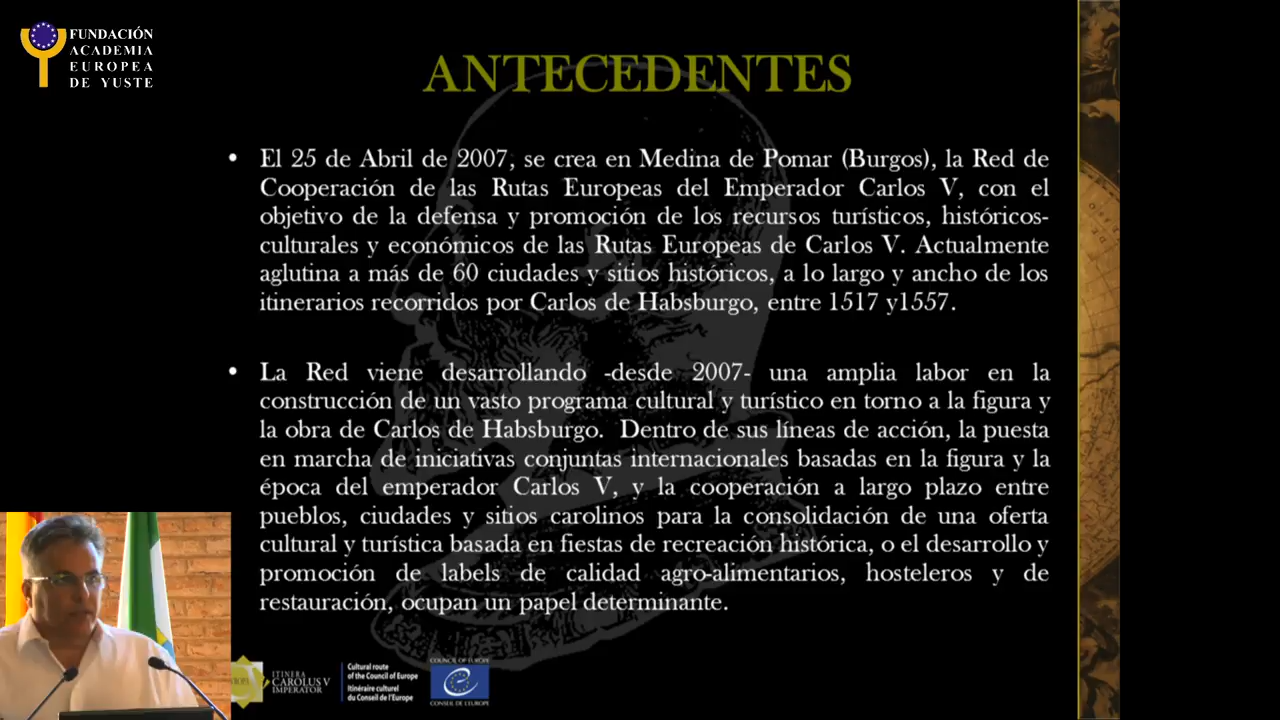 FUNDACIÓN
ACADEMIA
EUROPEA
DE YUSTE
ANTECEDENTES
• El 25 de Abril de 2007, se crea en Medina de Pomar (Burgos), la Red de
Cooperación de las Rutas Europeas del Emperador Carlos V, con el
objetivo de la defensa y promoción de los recursos turísticos, históricos-
culturales y económicos de las Rutas Europeas de Carlos V. Actualmente
aglutina a más de 60 ciudades y sitios históricos, a lo largo y ancho de los
itinerarios recorridos por Carlos de Habsburgo, entre 1517 y1557.
• La Red viene desarrollando -desde 2007- una amplia labor en la
construcción de un vasto programa cultural y turístico en torno a la figura y
la obra de Carlos de Habsburgo. Dentro de sus líneas de acción, la puesta
en marcha de iniciativas conjuntas internacionales basadas en la figura y la
época del emperador Carlos V, y la cooperación a largo plazo entre
pueblos, ciudades y sitios carolinos para la consolidación de una oferta
cultural y turística basada en fiestas de recreación histórica, o el desarrollo y
promoción de labels de calidad agro-alimentarios, hosteleros y de
restauración, ocupan un papel determinante.
ITINERA
CAROLUS V
IMPERATOR
Cultural route
of the Council of Europe
Itinéraire culturel
du Conseil de l'Europe
COUNCIL OF EUROPE
CONSEIL DE L'EUROPE